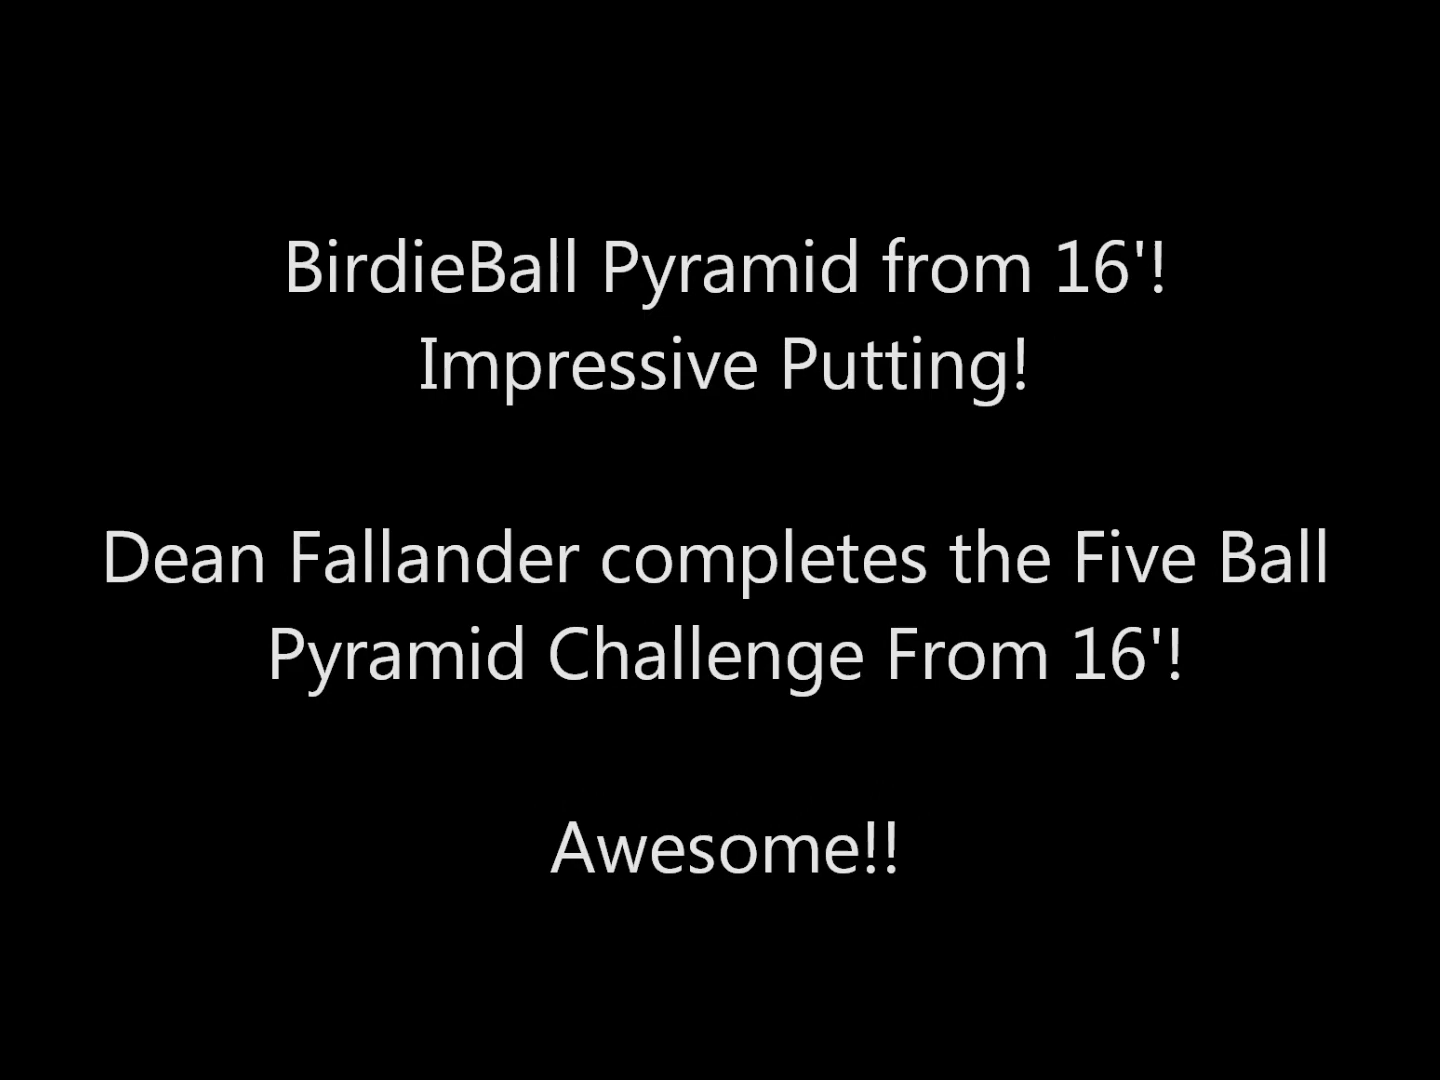 BirdieBall Pyramid from 16'!
Impressive Putting!
Dean Fallander completes the Five Ball
Pyramid Challenge From 16'!
Awesome!!